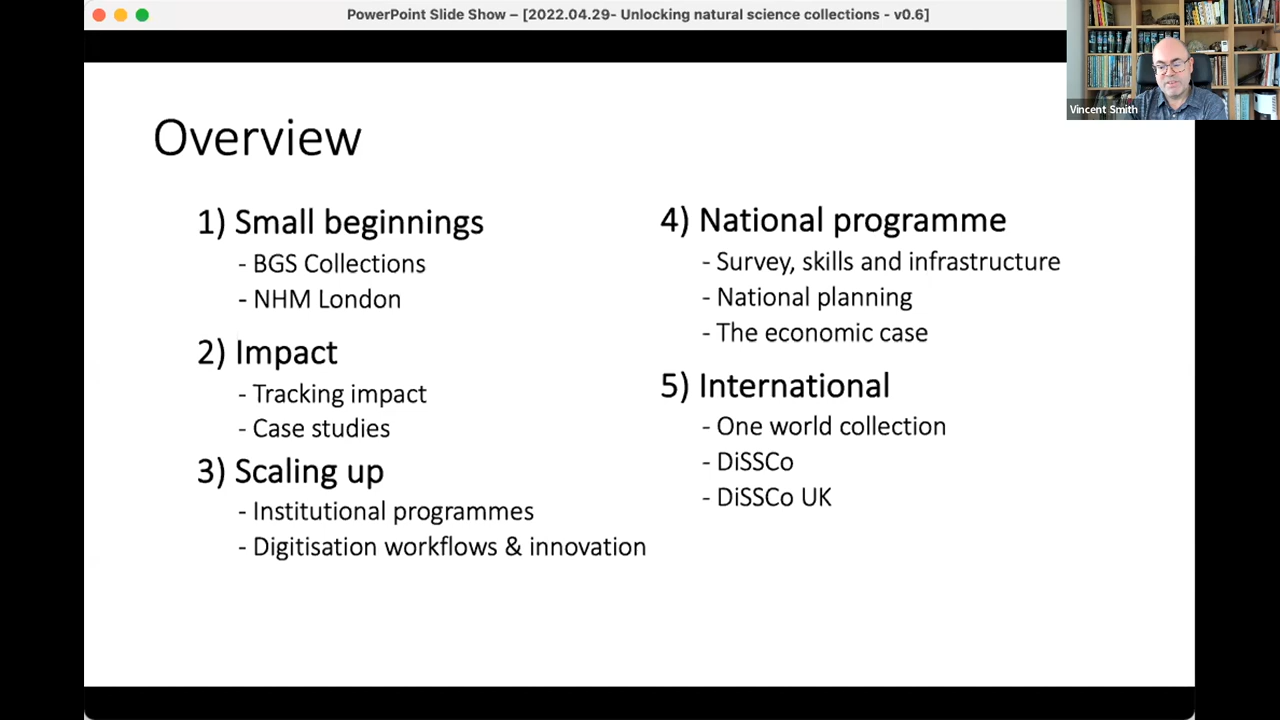 PowerPoint Slide Show – [2022.04.29- Unlocking natural science collections - v0.6]
Vincent Smith
Overview
1) Small beginnings
- BGS Collections
- NHM London
2) Impact
- Tracking impact
- Case studies
3) Scaling up
- Institutional programmes
- Digitisation workflows & innovation
4) National programme
- Survey, skills and infrastructure
- National planning
- The economic case
5) International
- One world collection
- DiSSCo
- DiSSCo UK